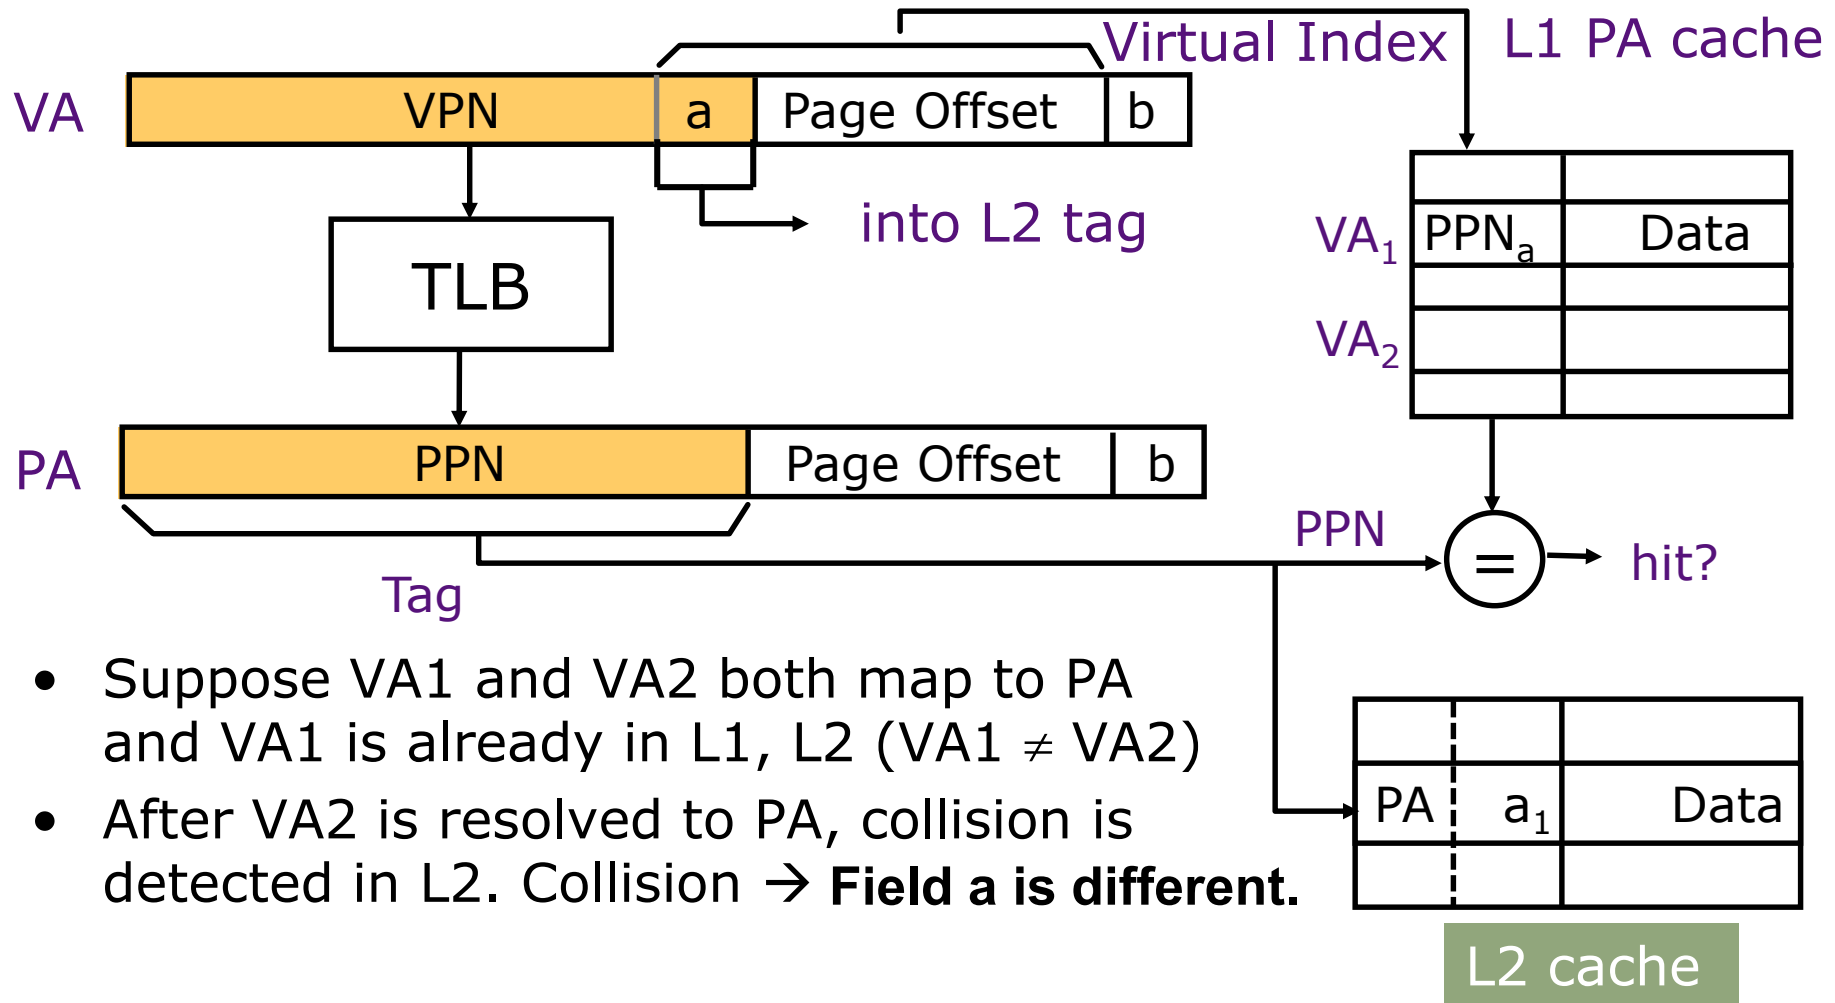 Virtual Index
L1 PA cache
VA
VPN
a
Page Offset
b
into L2 tag
TLB
VA1
PPNa
Data
VA2
PA
PPN
Page Offset
b
Tag
PPN
=
hit?
• Suppose VA1 and VA2 both map to PA
and VA1 is already in L1, L2 (VA1 ≠ VA2)
• After VA2 is resolved to PA, collision is
detected in L2. Collision → Field a is different.
PA
a1
Data
L2 cache